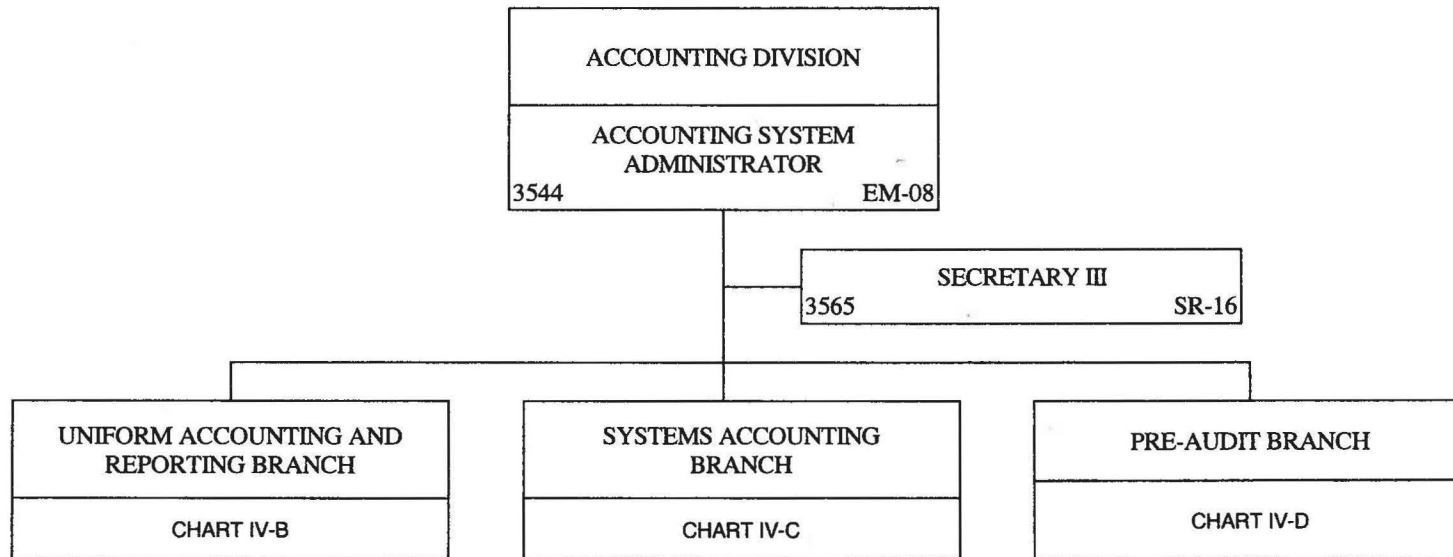 ACCOUNTING DIVISION
ACCOUNTING SYSTEM
ADMINISTRATOR
3544 EM-08
SECRETARY III
3565 SR-16
UNIFORM ACCOUNTING AND
REPORTING BRANCH
CHART IV-B
SYSTEMS ACCOUNTING
BRANCH
CHART IV-C
PRE-AUDIT BRANCH
CHART IV-D